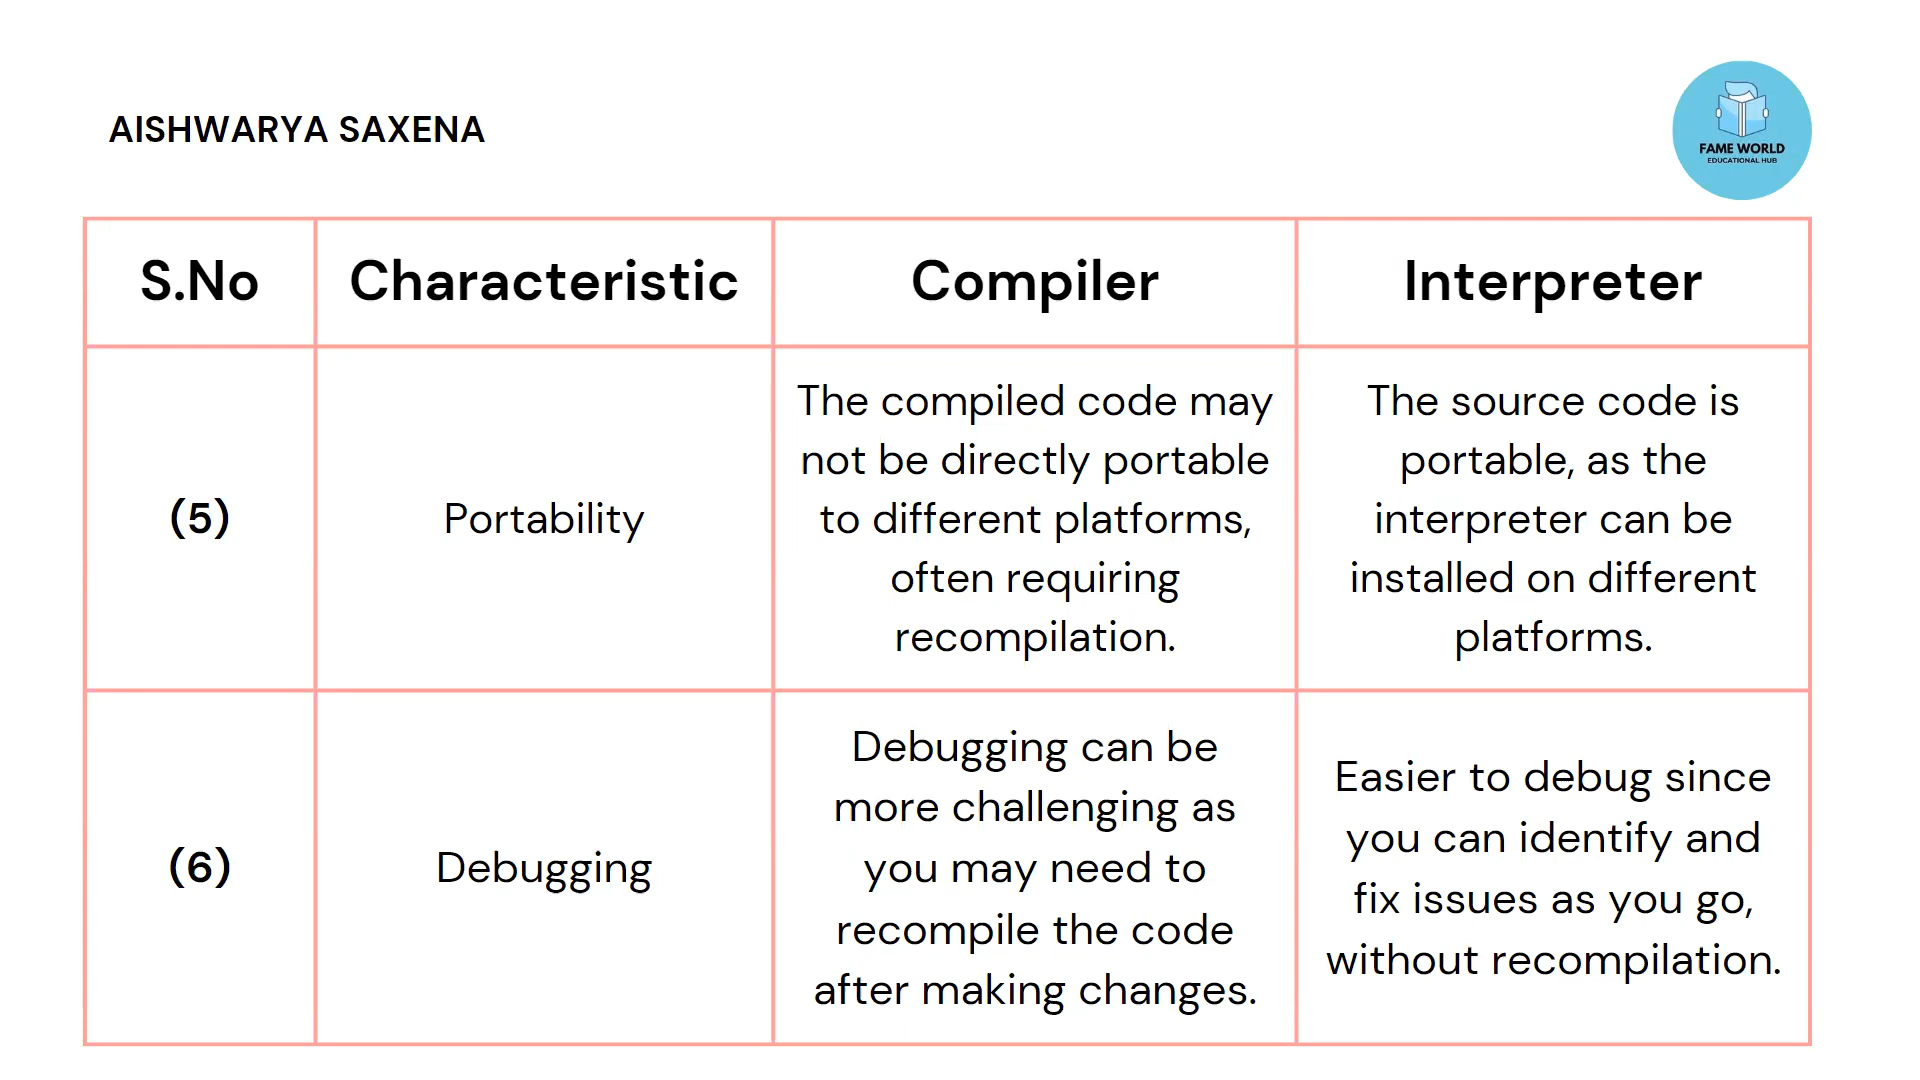 AISHWARYA SAXENA
FAME WORLD
EDUCATIONAL HUB
S.No
Characteristic
Compiler
Interpreter
(5)
Portability
The compiled code may
not be directly portable
to different platforms,
often requiring
recompilation.
The source code is
portable, as the
interpreter can be
installed on different
platforms.
(6)
Debugging
Debugging can be
more challenging as
you may need to
recompile the code
after making changes.
Easier to debug since
you can identify and
fix issues as you go,
without recompilation.